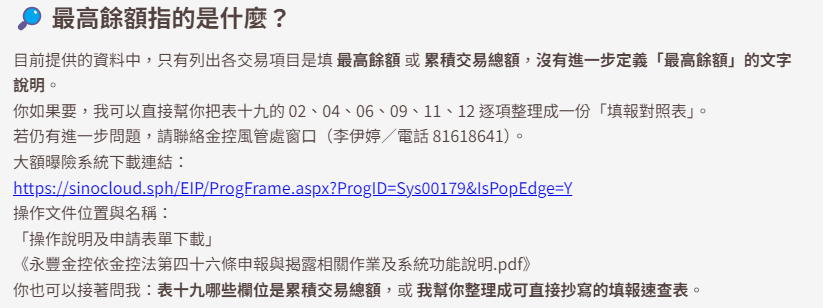 🔎 最高餘額指的是什麼？
目前提供的資料中，只有列出各交易項目是填 最高餘額 或 累積交易總額，沒有進一步定義「最高餘額」的文字
說明。
你如果要，我可以直接幫你把表十九的 02、04、06、09、11、12 逐項整理成一份「填報對照表」。
若仍有進一步問題，請聯絡金控風管處窗口（李伊婷／電話 81618641）。
大額曝險系統下載連結：
https://sinocloud.sph/EIP/ProgFrame.aspx?ProgID=Sys00179&IsPopEdge=Y
操作文件位置與名稱：
「操作說明及申請表單下載」
《永豐金控依金控法第四十六條申報與揭露相關作業及系統功能說明.pdf》
你也可以接著問我：表十九哪些欄位是累積交易總額，或 我幫你整理成可直接抄寫的填報速查表。